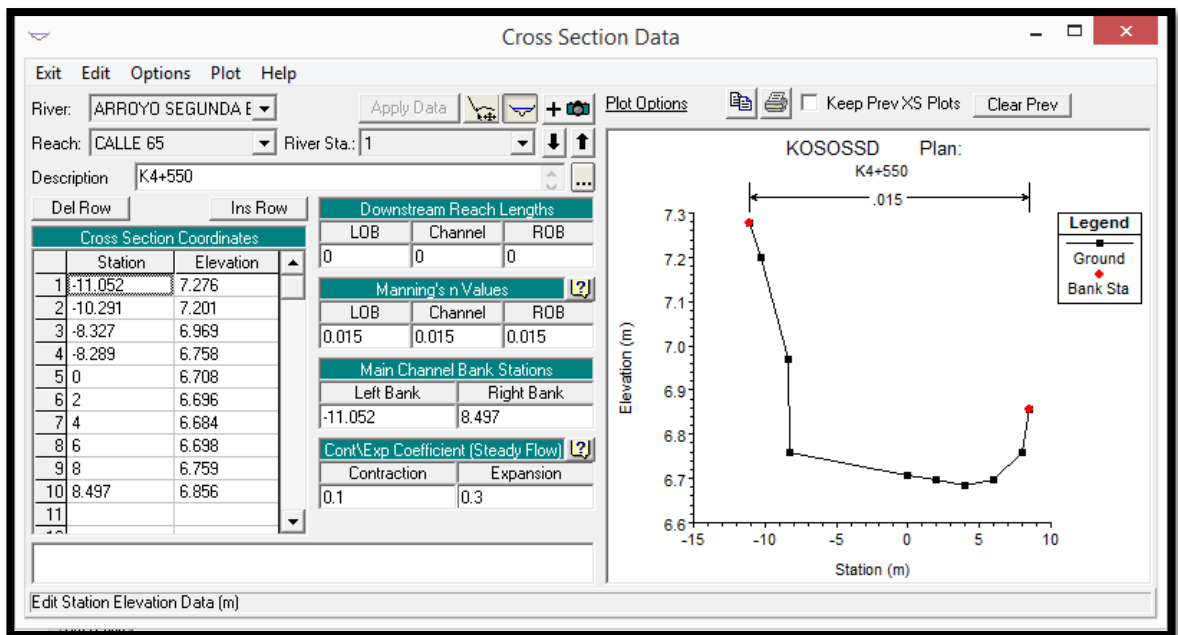 Cross Section Data
Exit Edit Options Plot Help
River: ARROYO SEGUNDA E
Apply Data
Plot Options
Keep Prev XS Plots
Clear Prev
Reach: CALLE 65
River Sta.: 1
Description K4+550
...
Del Row
Ins Row
Cross Section Coordinates
Station Elevation
1 -11.052 7.276
2 -10.291 7.201
3 -8.327 6.969
4 -8.289 6.758
5 0 6.708
6 2 6.696
7 4 6.684
8 6 6.698
9 8 6.759
10 8.497 6.856
11
Downstream Reach Lengths
LOB Channel ROB
0 0 0
Manning's n Values
LOB Channel ROB
0.015 0.015 0.015
Main Channel Bank Stations
Left Bank Right Bank
-11.052 8.497
Cont\Exp Coefficient (Steady Flow)
Contraction Expansion
0.1 0.3
Edit Station Elevation Data (m)
KOSOSSD Plan:
K4+550
.015
7.3
7.2
7.1
7.0
6.9
6.8
6.7
6.6
Elevation (m)
-15 -10 -5 0 5 10
Station (m)
Legend
Ground
Bank Sta